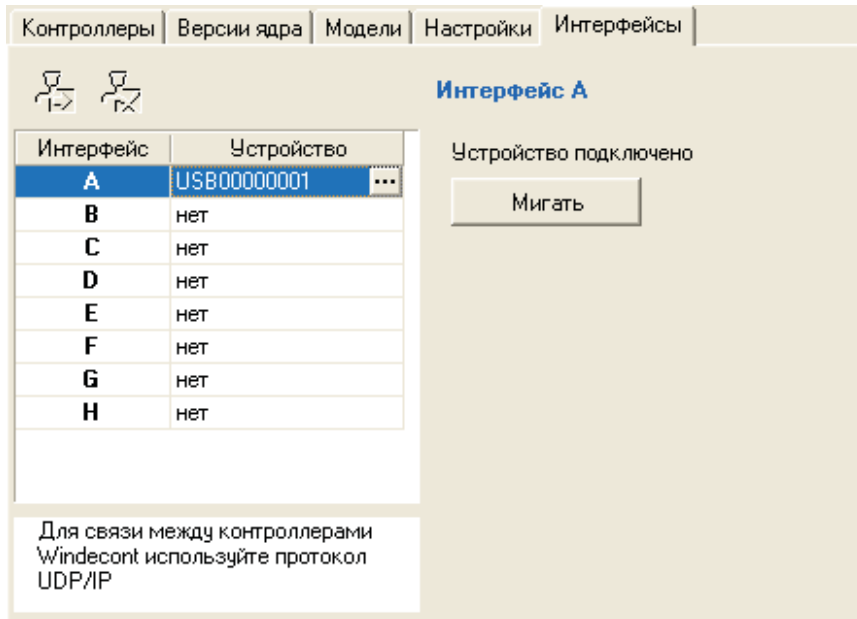 Контроллеры Версии ядра Модели Настройки Интерфейсы
Интерфейс A
Интерфейс Устройство
A USB00000001 ...
B нет
C нет
D нет
E нет
F нет
G нет
H нет
Устройство подключено
Мигать
Для связи между контроллерами
Windecont используйте протокол
UDP/IP